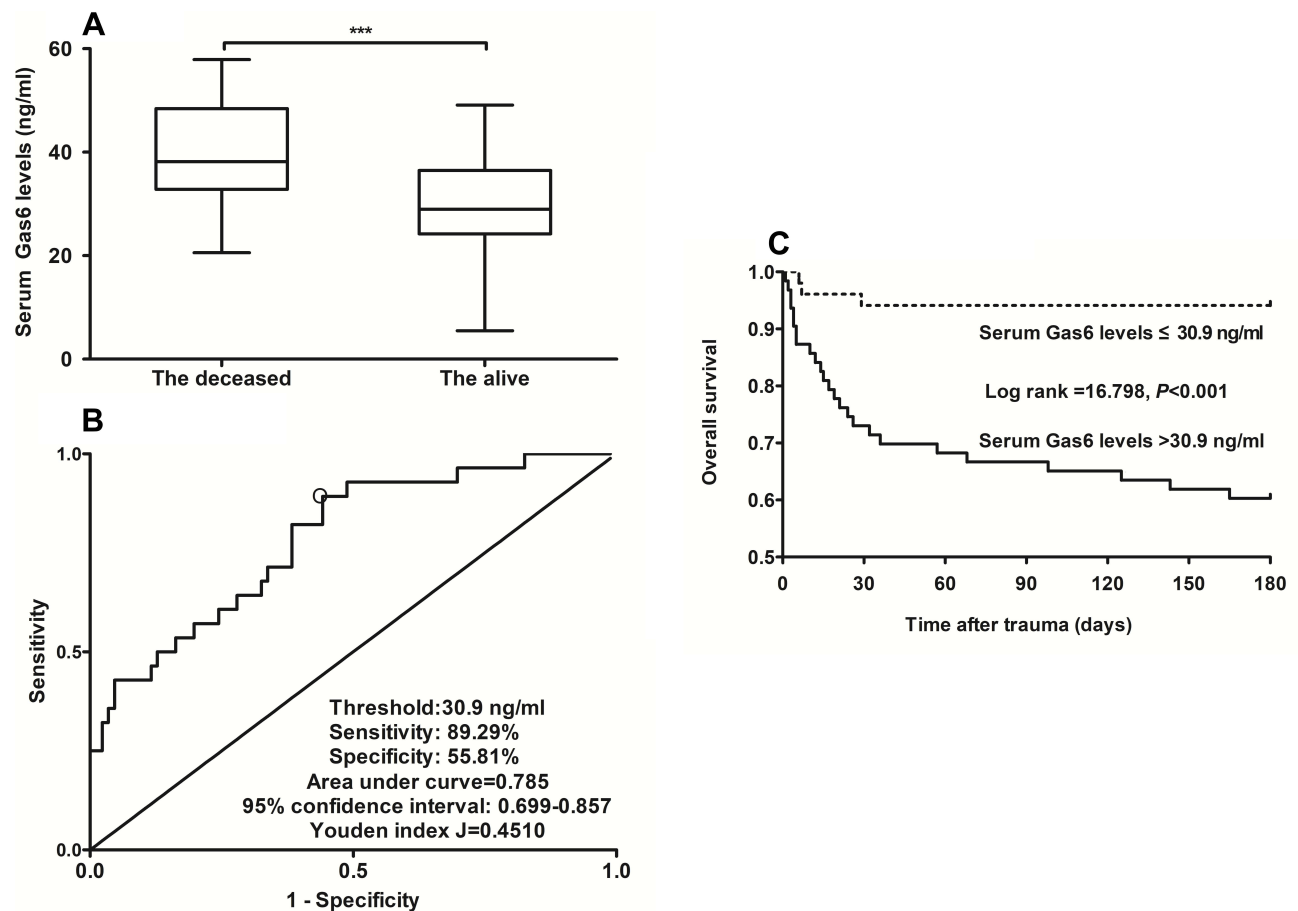 A
***
60
40
20
0
Serum Gas6 levels (ng/ml)
The deceased
The alive
B
1.0
0.5
0.0
Sensitivity
Threshold:30.9 ng/ml
Sensitivity: 89.29%
Specificity: 55.81%
Area under curve=0.785
95% confidence interval: 0.699-0.857
Youden index J=0.4510
0.0
0.5
1.0
1 - Specificity
C
1.0
0.9
0.8
0.7
0.6
0.5
Overall survival
Serum Gas6 levels ≤ 30.9 ng/ml
Log rank =16.798, P<0.001
Serum Gas6 levels >30.9 ng/ml
0
30
60
90
120
150
180
Time after trauma (days)